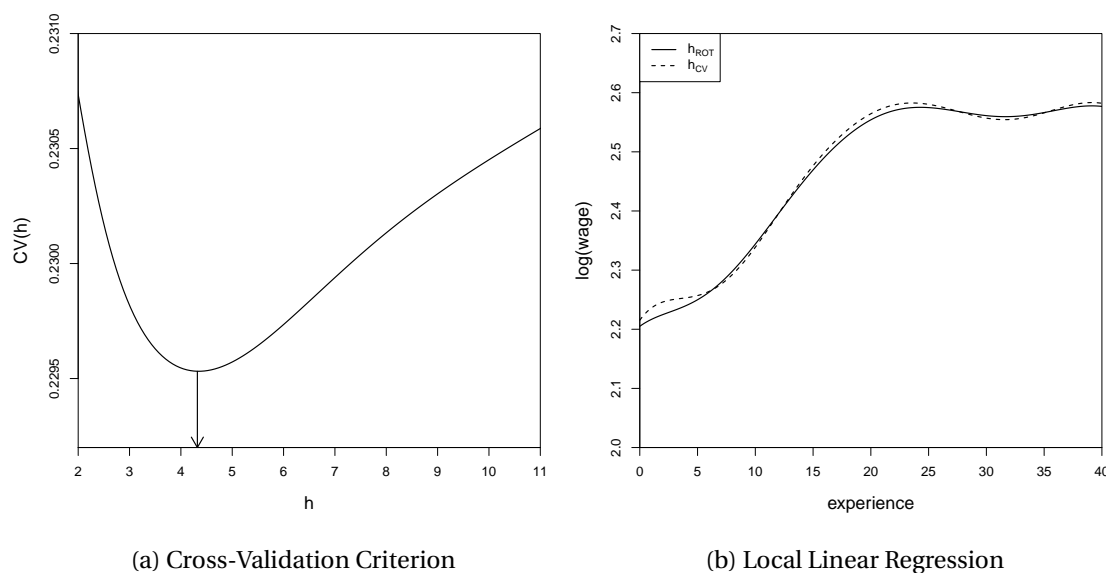 0.2310
0.2305
0.2300
0.2295
CV(h)
2 3 4 5 6 7 8 9 10 11
h
(a) Cross-Validation Criterion
2.7
2.6
2.5
2.4
2.3
2.2
2.1
2.0
log(wage)
hROT
hCV
0 5 10 15 20 25 30 35 40
experience
(b) Local Linear Regression